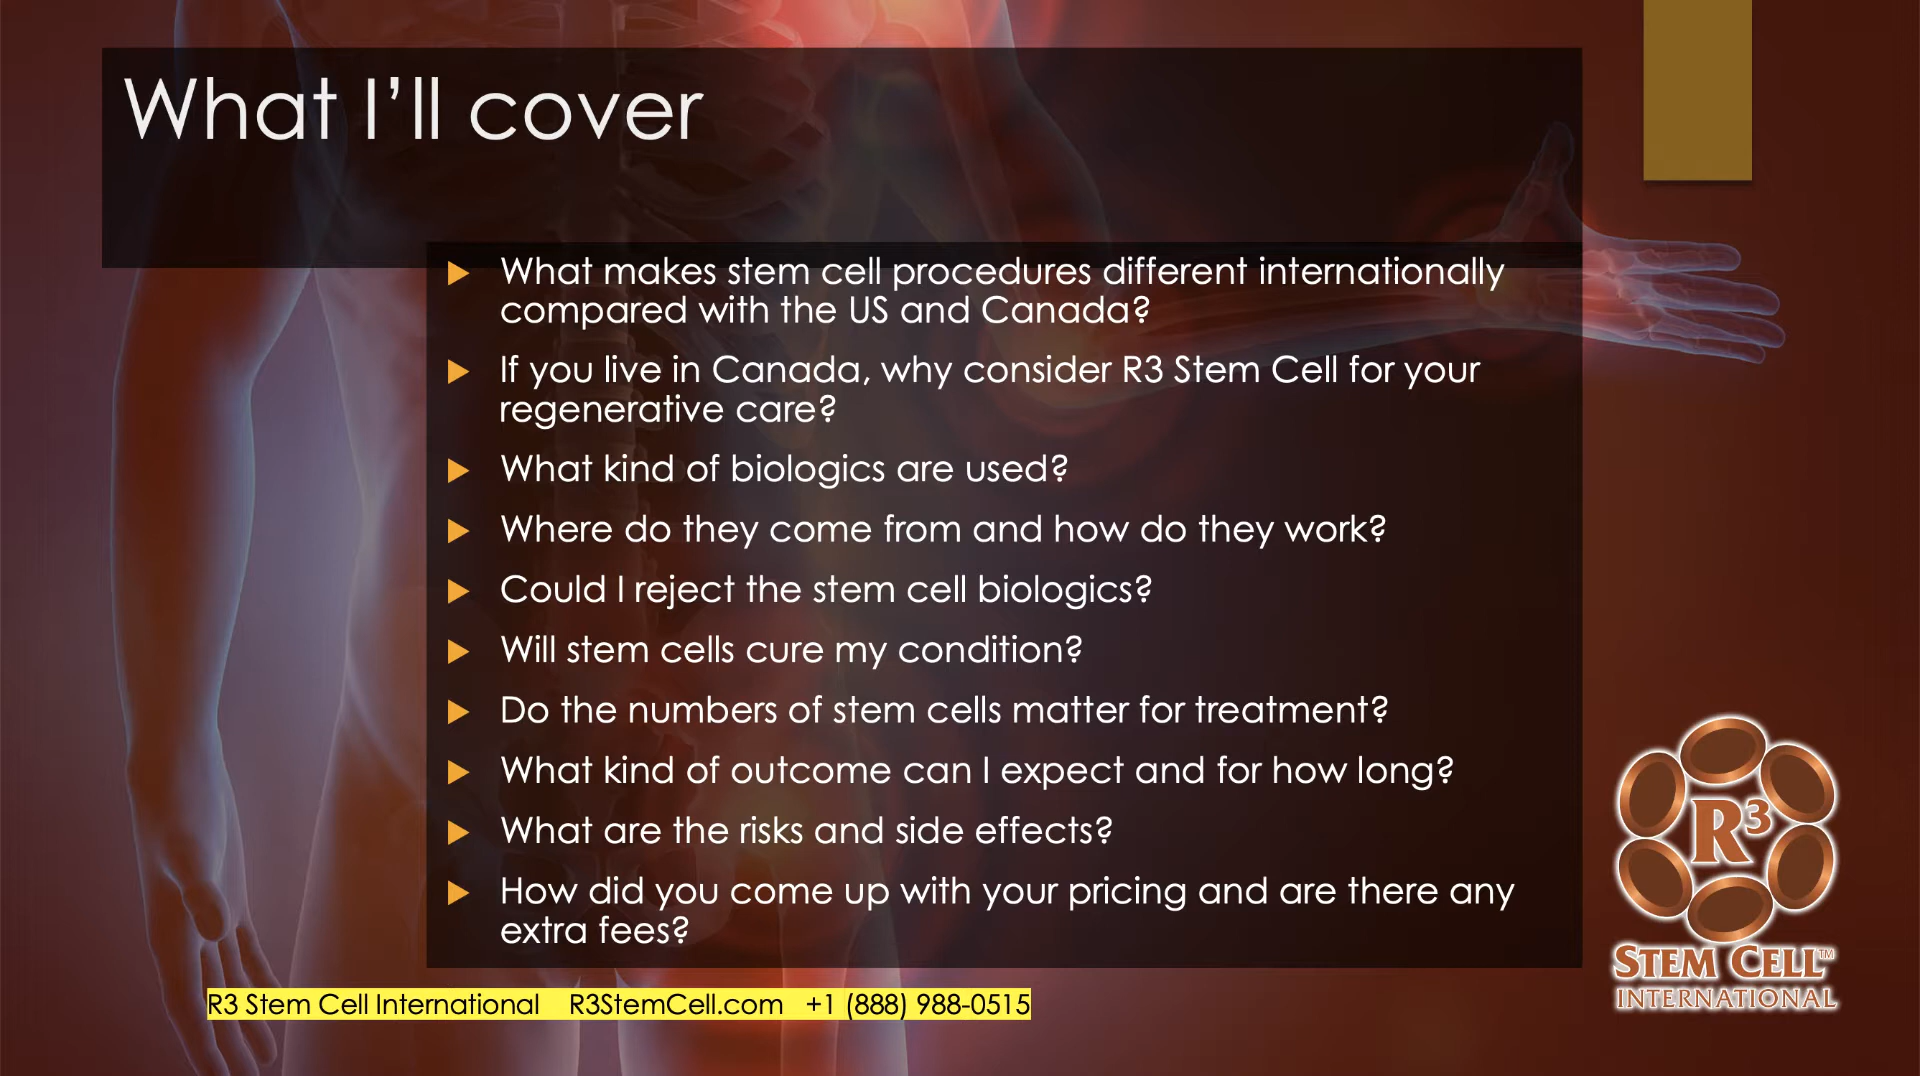 What I'll cover
What makes stem cell procedures different internationally
compared with the US and Canada?
If you live in Canada, why consider R3 Stem Cell for your
regenerative care?
What kind of biologics are used?
Where do they come from and how do they work?
Could I reject the stem cell biologics?
Will stem cells cure my condition?
Do the numbers of stem cells matter for treatment?
What kind of outcome can I expect and for how long?
What are the risks and side effects?
How did you come up with your pricing and are there any
extra fees?
R3 Stem Cell International R3StemCell.com +1 (888) 988-0515
R³
STEM CELL™
INTERNATIONAL